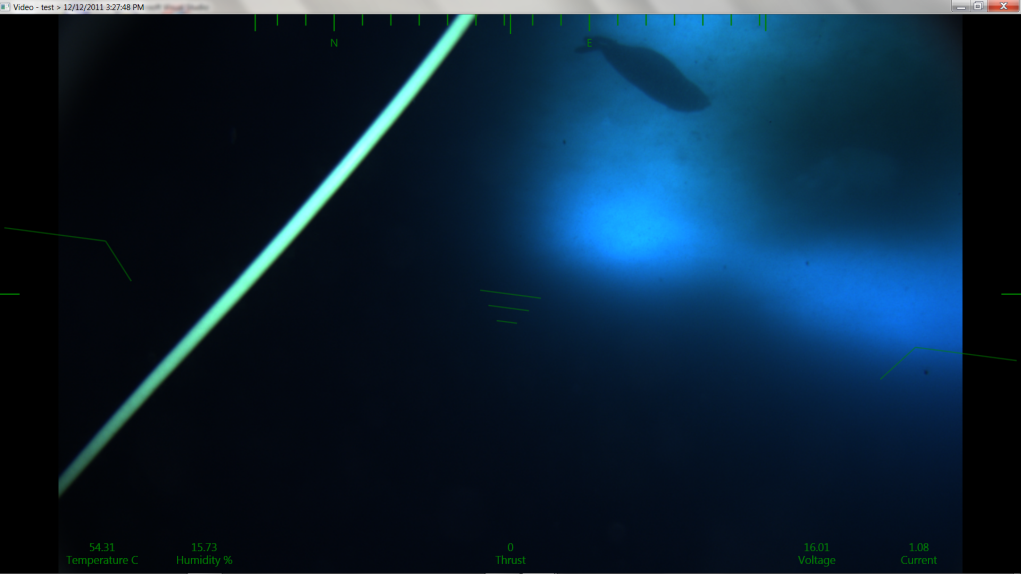 Video - test > 12/12/2011 3:27:48 PM
N E
54.31 15.73 0 16.01 1.08
Temperature C Humidity % Thrust Voltage Current